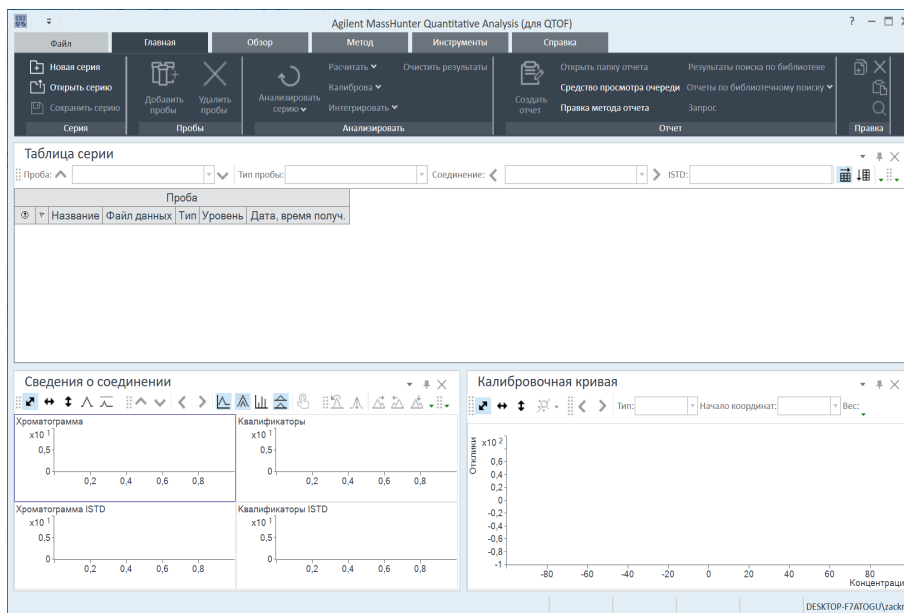 Agilent MassHunter Quantitative Analysis (для QTOF)
?
Файл Главная Обзор Метод Инструменты Справка
Новая серия
Открыть серию
Сохранить серию
Серия
Добавить пробы
Удалить пробы
Пробы
Анализировать серию
Расчитать
Калиброва
Интегрировать
Очистить результаты
Анализировать
Создать отчет
Открыть папку отчета
Средство просмотра очереди
Правка метода отчета
Результаты поиска по библиотеке
Отчеты по библиотечному поиску
Запрос
Отчет
Правка
Таблица серии
Проба: Тип пробы: Соединение: ISTD:
Проба
Название Файл данных Тип Уровень Дата, время получ.
Сведения о соединении
Хроматограмма
x10 1
0,5
0
0,2 0,4 0,6 0,8
Квалификаторы
x10 1
0,5
0
0,2 0,4 0,6 0,8
Хроматограмма ISTD
x10 1
0,5
0
0,2 0,4 0,6 0,8
Квалификаторы ISTD
x10 1
0,5
0
0,2 0,4 0,6 0,8
Калибровочная кривая
Тип: Начало координат: Вес:
Отклики
x10 2
0,6
0,4
0,2
0
-0,2
-0,4
-0,6
-0,8
-1
-80 -60 -40 -20 0 20 40 60 80
Концентраци
DESKTOP-F7ATOGU\zackr